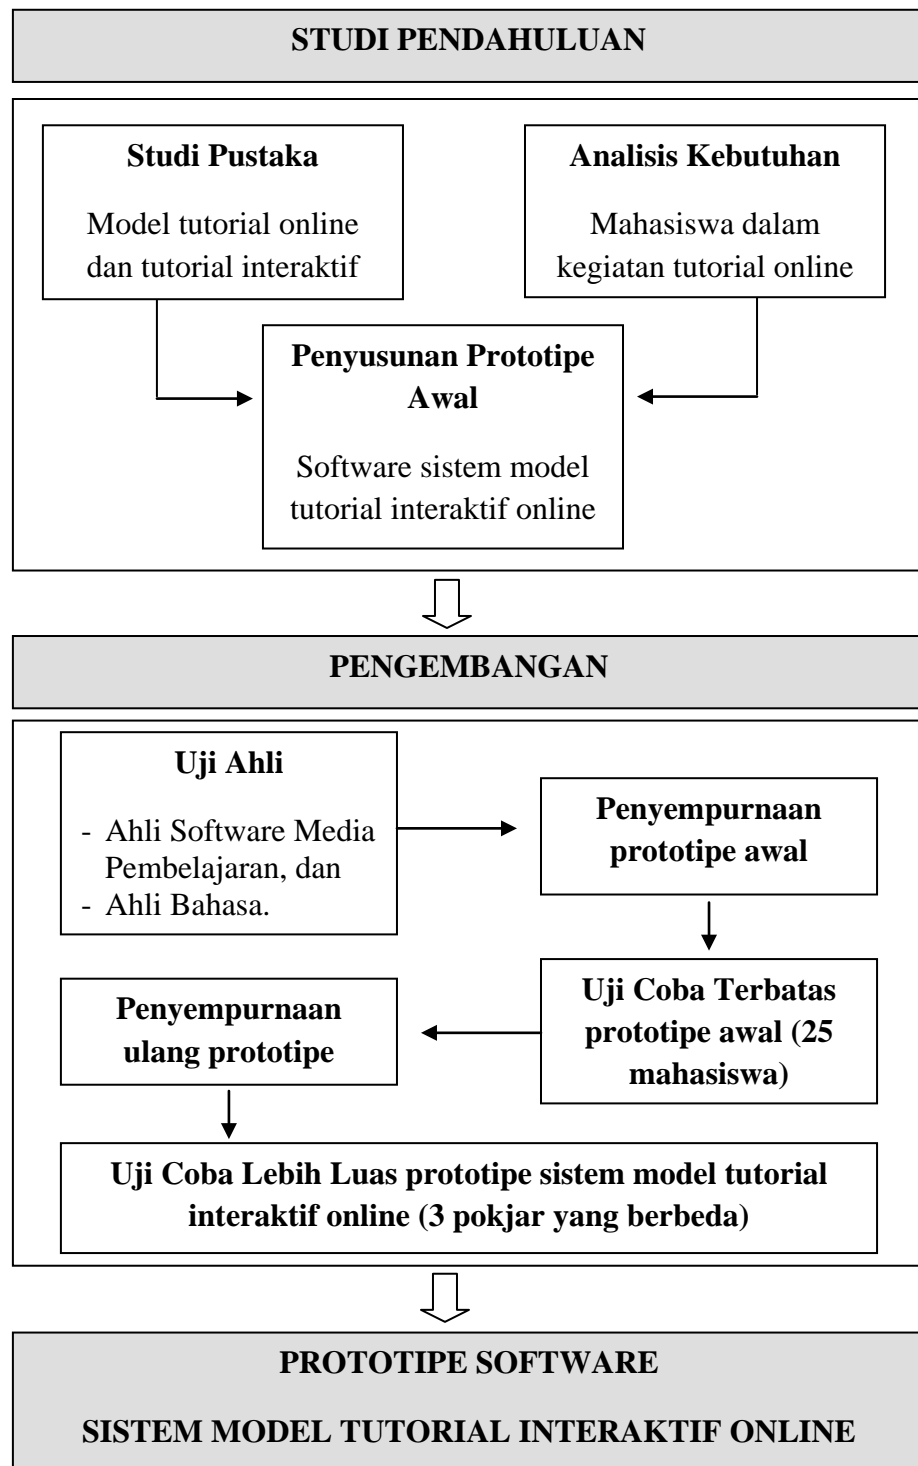 STUDI PENDAHULUAN
Studi Pustaka
Model tutorial online
dan tutorial interaktif
Analisis Kebutuhan
Mahasiswa dalam
kegiatan tutorial online
Penyusunan Prototipe
Awal
Software sistem model
tutorial interaktif online
PENGEMBANGAN
Uji Ahli
- Ahli Software Media
Pembelajaran, dan
- Ahli Bahasa.
Penyempurnaan
prototipe awal
Uji Coba Terbatas
prototipe awal (25
mahasiswa)
Penyempurnaan
ulang prototipe
Uji Coba Lebih Luas prototipe sistem model tutorial
interaktif online (3 pokjar yang berbeda)
PROTOTIPE SOFTWARE
SISTEM MODEL TUTORIAL INTERAKTIF ONLINE